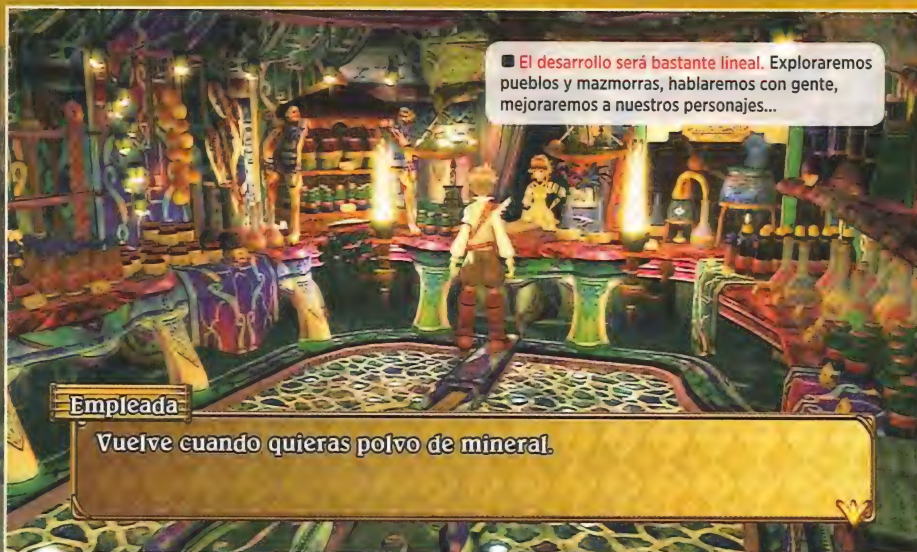 ■ El desarrollo será bastante lineal. Exploraremos
pueblos y mazmorras, hablaremos con gente,
mejoraremos a nuestros personajes...
Empleada
Vuelve cuando quieras polvo de mineral.